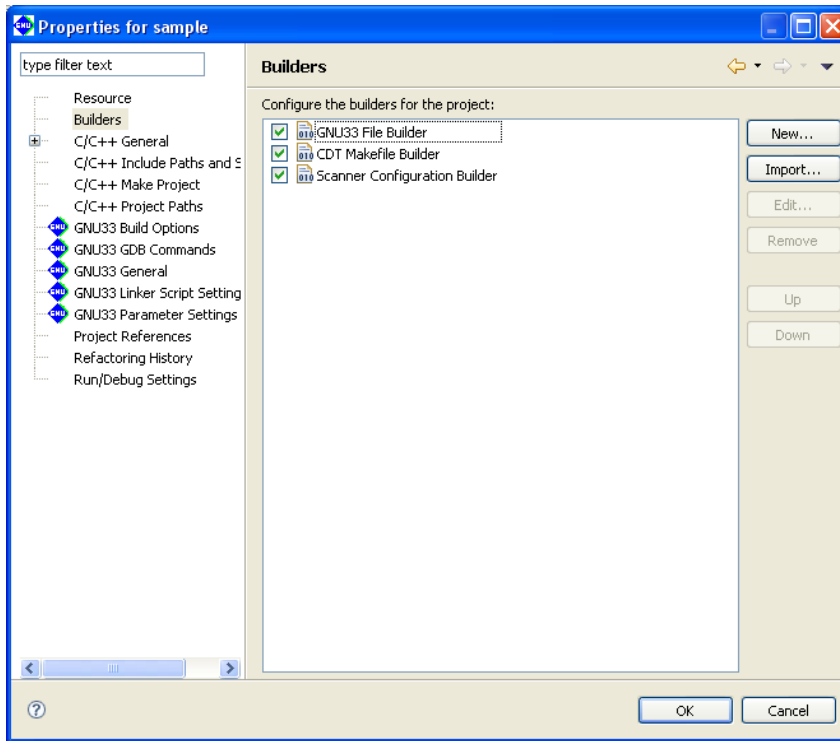 Properties for sample
type filter text
Builders
Resource
Builders
C/C++ General
C/C++ Include Paths and S
C/C++ Make Project
C/C++ Project Paths
GNU33 Build Options
GNU33 GDB Commands
GNU33 General
GNU33 Linker Script Setting
GNU33 Parameter Settings
Project References
Refactoring History
Run/Debug Settings
Configure the builders for the project:
GNU33 File Builder
CDT Makefile Builder
Scanner Configuration Builder
New...
Import...
Edit...
Remove
Up
Down
OK
Cancel